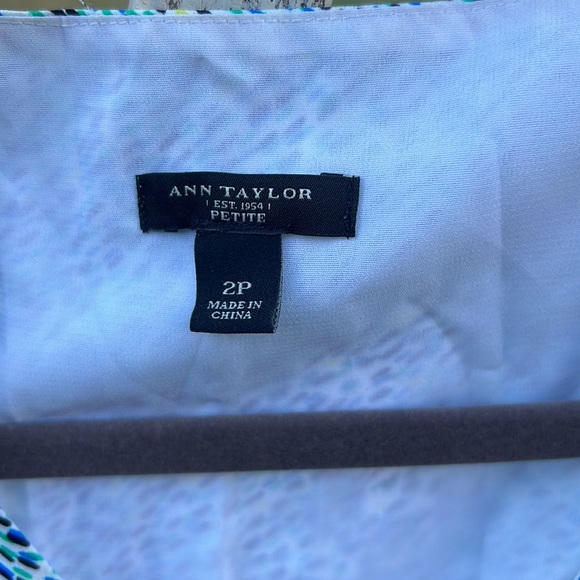 ANN TAYLOR
EST. 1954
PETITE
2P
MADE IN
CHINA